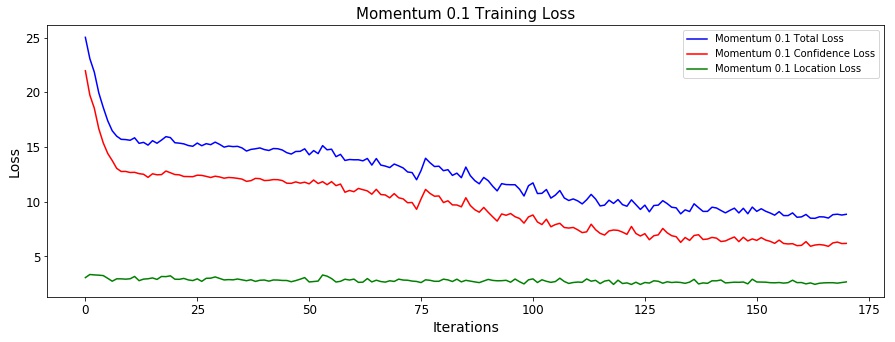 Momentum 0.1 Training Loss
Momentum 0.1 Total Loss
Momentum 0.1 Confidence Loss
Momentum 0.1 Location Loss
Loss
25
20
15
10
5
0 25 50 75 100 125 150 175
Iterations